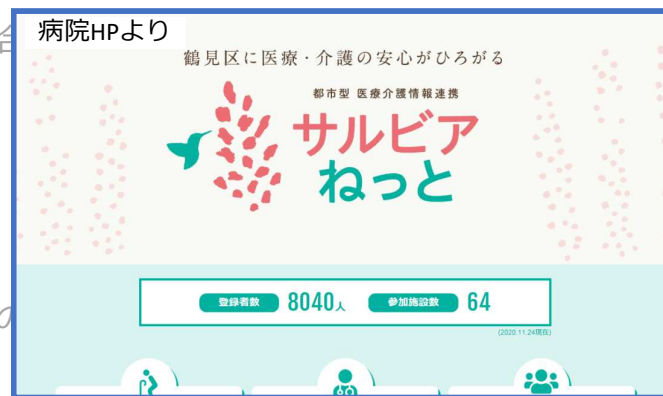 病院HPより
鶴見区に医療・介護の安心がひろがる
都市型 医療介護情報連携
サルビア
ねっと
登録者数 8040人 参加施設数 64
(2020.11.24現在)
の